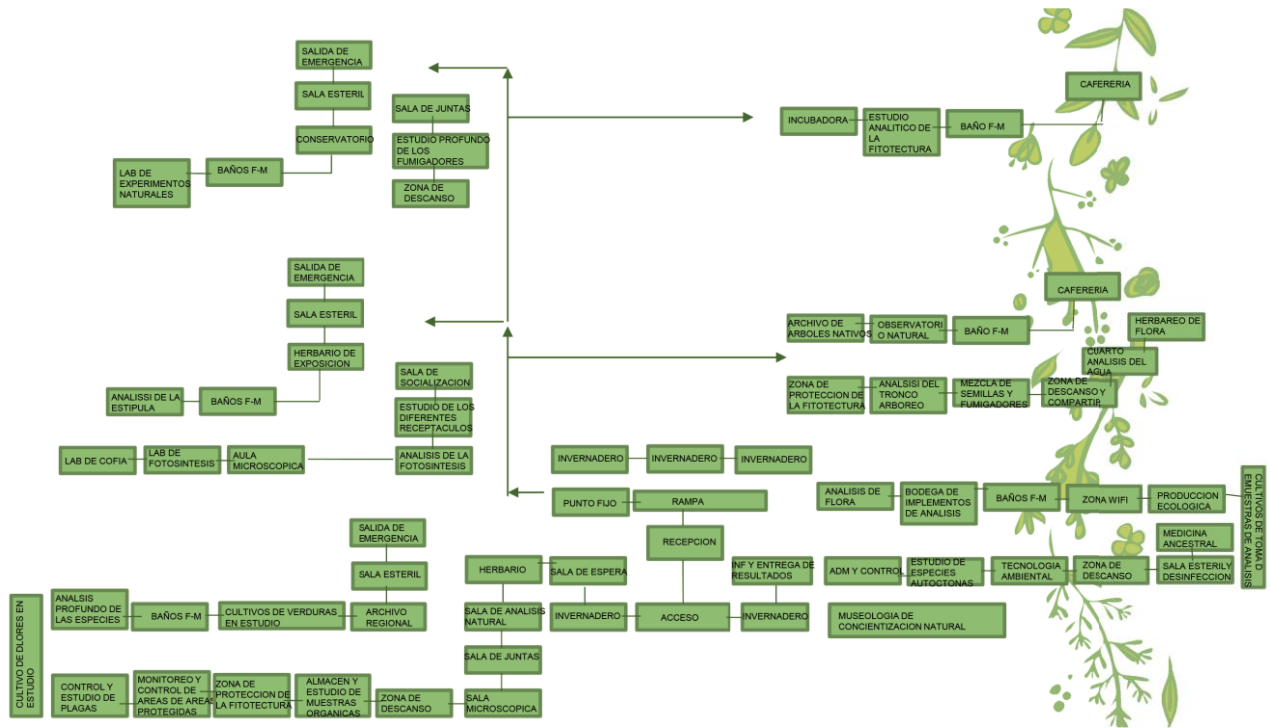 SALIDA DE
EMERGENCIA
SALA ESTERIL
CONSERVATORIO
BAÑOS F-M
LAB DE
EXPERIMENTOS
NATURALES
SALA DE JUNTAS
ESTUDIO PROFUNDO
DE LOS
FUMIGADORES
ZONA DE
DESCANSO
INCUBADORA
ESTUDIO
ANALITICO DE
LA
FITOTECTURA
BAÑO F-M
CAFERERIA
SALIDA DE
EMERGENCIA
SALA ESTERIL
HERBARIO DE
EXPOSICION
BAÑOS F-M
ANALISSI DE LA
ESTIPULA
SALA DE
SOCIALIZACION
ESTUDIO DE LOS
DIFERENTES
RECEPTACULOS
ANALISIS DE LA
FOTOSINTESIS
AULA
MICROSCOPICA
LAB DE
FOTOSINTESIS
LAB DE COFIA
CAFERERIA
ARCHIVO DE
ARBOLES NATIVOS
OBSERVATORI
O NATURAL
BAÑO F-M
HERBAREO DE
FLORA
CUARTO
ANALISIS DEL
AGUA
ZONA DE
PROTECCION DE
LA FITOTECTURA
ANALSISI DEL
TRONCO
ARBOREO
MEZCLA DE
SEMILLAS Y
FUMIGADORES
ZONA DE
DESCANSO Y
COMPARTIR
INVERNADERO
INVERNADERO
INVERNADERO
PUNTO FIJO
RAMPA
RECEPCION
ANALISIS DE
FLORA
BODEGA DE
IMPLEMENTOS
DE ANALISIS
BAÑOS F-M
ZONA WIFI
PRODUCCION
ECOLOGICA
CULTIVOS DE TOMA D
EMUESTRAS DE ANALISIS
MEDICINA
ANCESTRAL
SALA ESTERILY
DESINFECCION
ZONA DE
DESCANSO
TECNOLOGIA
AMBIENTAL
ESTUDIO DE
ESPECIES
AUTOCTONAS
ADM Y CONTROL
MUSEOLOGIA DE
CONCIENTIZACION NATURAL
INF Y ENTREGA DE
RESULTADOS
INVERNADERO
ACCESO
INVERNADERO
SALA DE ESPERA
HERBARIO
SALA DE ANALISIS
NATURAL
SALA DE JUNTAS
SALA
MICROSCOPICA
SALIDA DE
EMERGENCIA
SALA ESTERIL
ARCHIVO
REGIONAL
CULTIVOS DE VERDURAS
EN ESTUDIO
BAÑOS F-M
ANALSIS
PROFUNDO DE
LAS ESPECIES
CULTIVO DE DLORES EN
ESTUDIO
CONTROL Y
ESTUDIO DE
PLAGAS
MONITOREO Y
CONTROL DE
AREAS DE AREAS
PROTEGIDAS
ZONA DE
PROTECCION DE
LA FITOTECTURA
ALMACEN Y
ESTUDIO DE
MUESTRAS
ORGANICAS
ZONA DE
DESCANSO